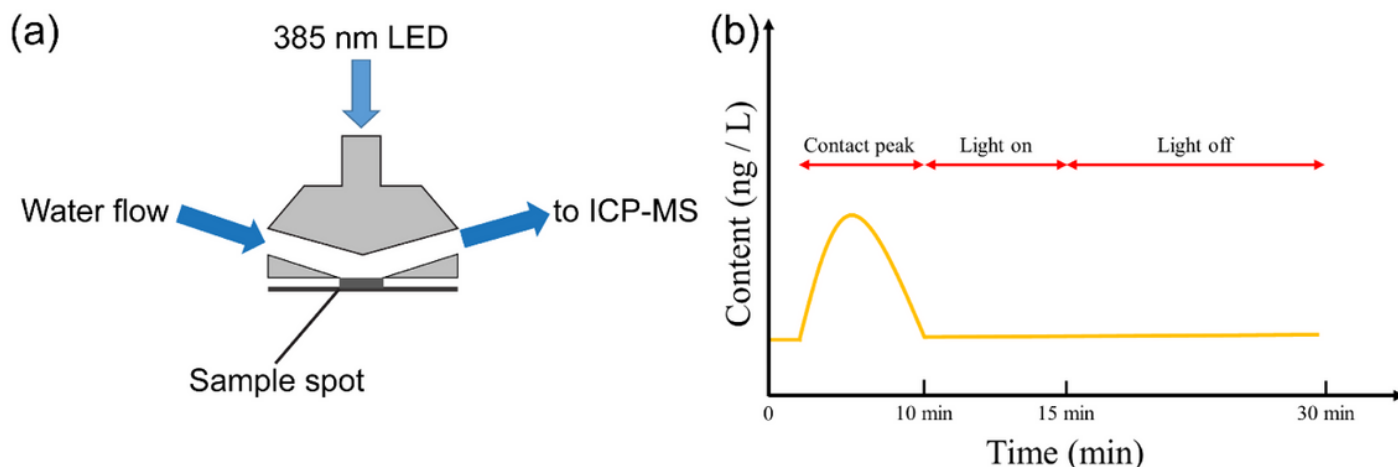 (a)
385 nm LED
Water flow
to ICP-MS
Sample spot
(b)
Content (ng / L)
Contact peak
Light on
Light off
0
10 min
15 min
30 min
Time (min)